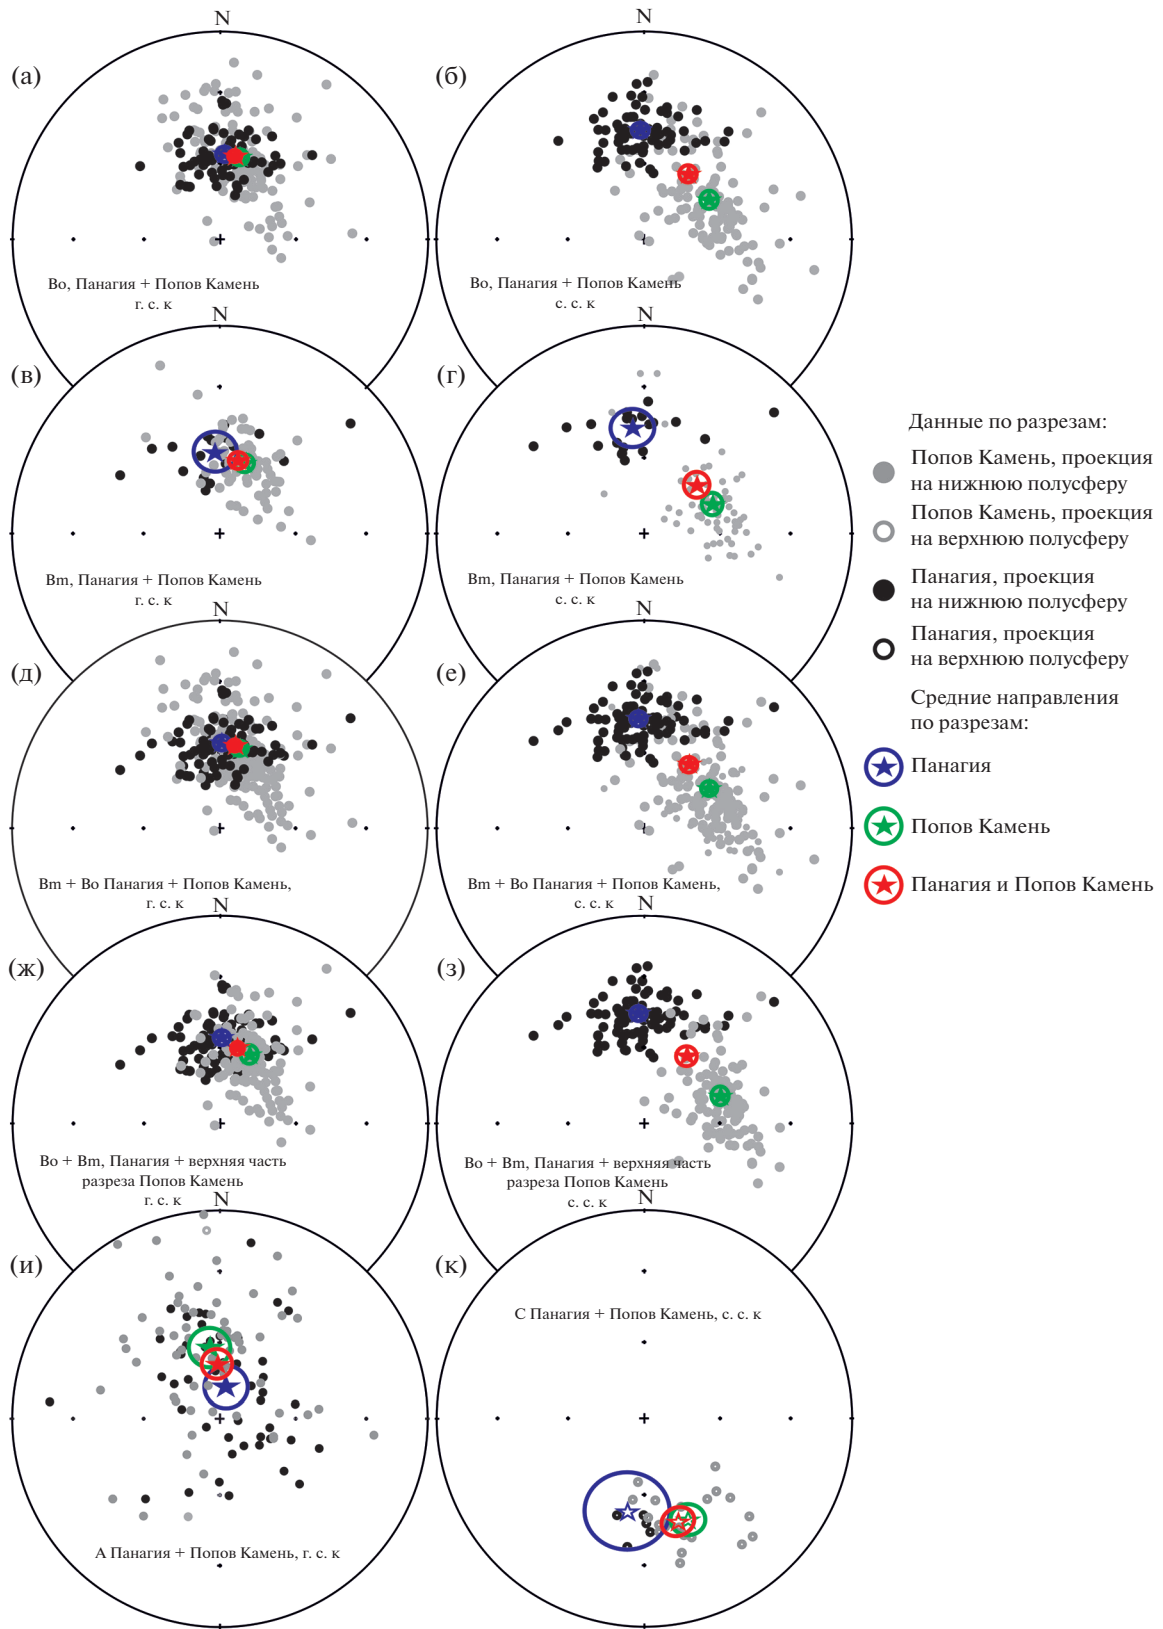 N
N
(а)
(б)
Bo, Панагия + Попов Камень
г. с. к
Bo, Панагия + Попов Камень
с. с. к
N
N
(в)
(г)
Bm, Панагия + Попов Камень
г. с. к
Bm, Панагия + Попов Камень
с. с. к
N
N
(д)
(е)
Bm + Bo Панагия + Попов Камень,
г. с. к
Bm + Bo Панагия + Попов Камень,
с. с. к
N
N
(ж)
(з)
Bo + Bm, Панагия + верхняя часть
разреза Попов Камень
г. с. к
Bo + Bm, Панагия + верхняя часть
разреза Попов Камень
с. с. к
N
N
(и)
(к)
А Панагия + Попов Камень, г. с. к
С Панагия + Попов Камень, с. с. к
Данные по разрезам:
Попов Камень, проекция
на нижнюю полусферу
Попов Камень, проекция
на верхнюю полусферу
Панагия, проекция
на нижнюю полусферу
Панагия, проекция
на верхнюю полусферу
Средние направления
по разрезам:
Панагия
Попов Камень
Панагия и Попов Камень